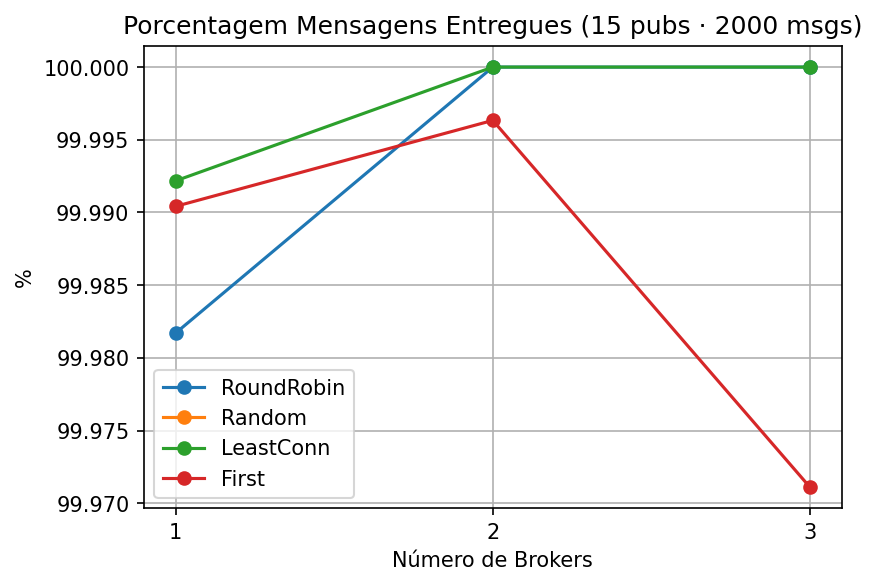 Porcentagem Mensagens Entregues (15 pubs · 2000 msgs)
100.000
99.995
99.990
99.985
99.980
99.975
99.970
%
RoundRobin
Random
LeastConn
First
1
2
3
Número de Brokers